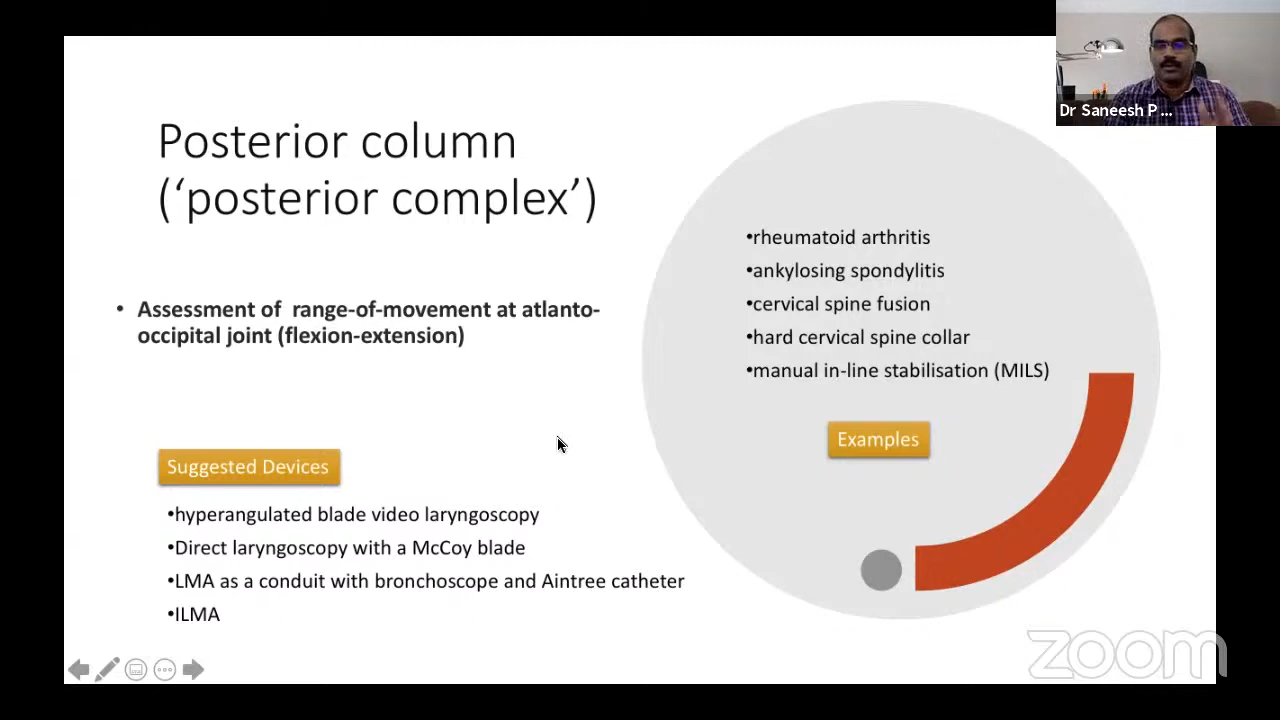 Posterior column
(‘posterior complex’)
• Assessment of range-of-movement at atlanto-
occipital joint (flexion-extension)
Suggested Devices
•hyperangulated blade video laryngoscopy
•Direct laryngoscopy with a McCoy blade
•LMA as a conduit with bronchoscope and Aintree catheter
•ILMA
•rheumatoid arthritis
•ankylosing spondylitis
•cervical spine fusion
•hard cervical spine collar
•manual in-line stabilisation (MILS)
Examples
Dr Saneesh P ...
zoom